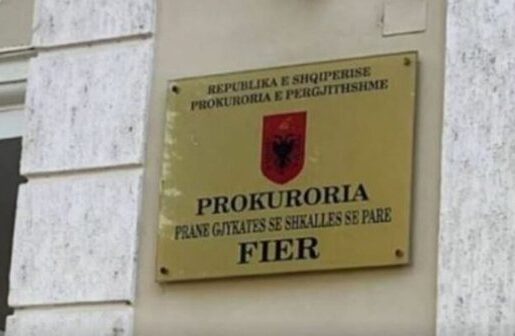 REPUBLIKA E SHQIPERISE
PROKURORIA E PERGJITHSHME
PROKURORIA
PRANE GJYKATES SE SHKALLES SE PARE
FIER